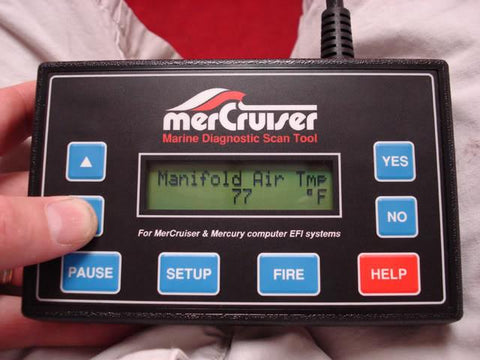 merCruiser
Marine Diagnostic Scan Tool
▲
YES
Manifold Air Tmp
77 °F
NO
For MerCruiser & Mercury computer EFI systems
PAUSE
SETUP
FIRE
HELP